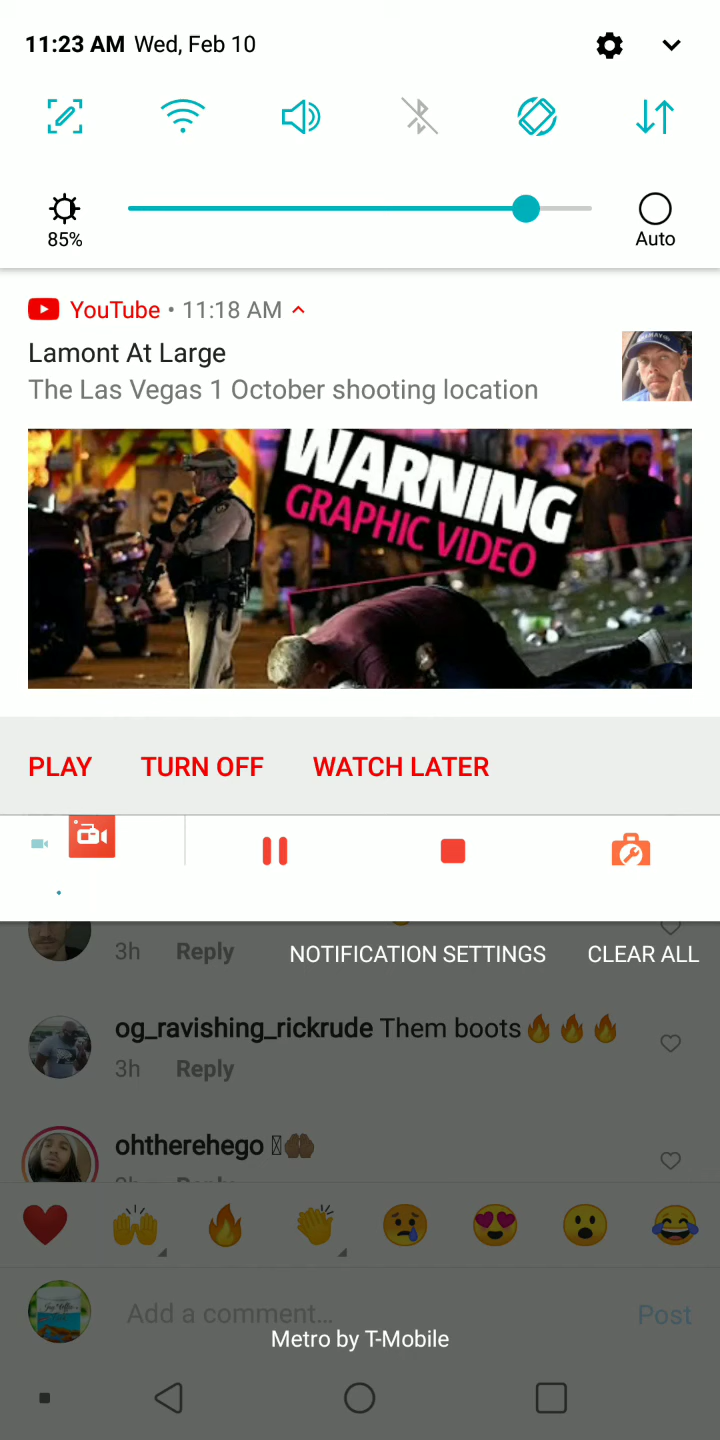 11:23 AM Wed, Feb 10
85%
Auto
YouTube • 11:18 AM
Lamont At Large
The Las Vegas 1 October shooting location
WARNING
GRAPHIC VIDEO
PLAY TURN OFF WATCH LATER
3h Reply
NOTIFICATION SETTINGS CLEAR ALL
og_ravishing_rickrude Them boots🔥🔥🔥
3h Reply
ohtherehego
Add a comment... Post
Metro by T-Mobile